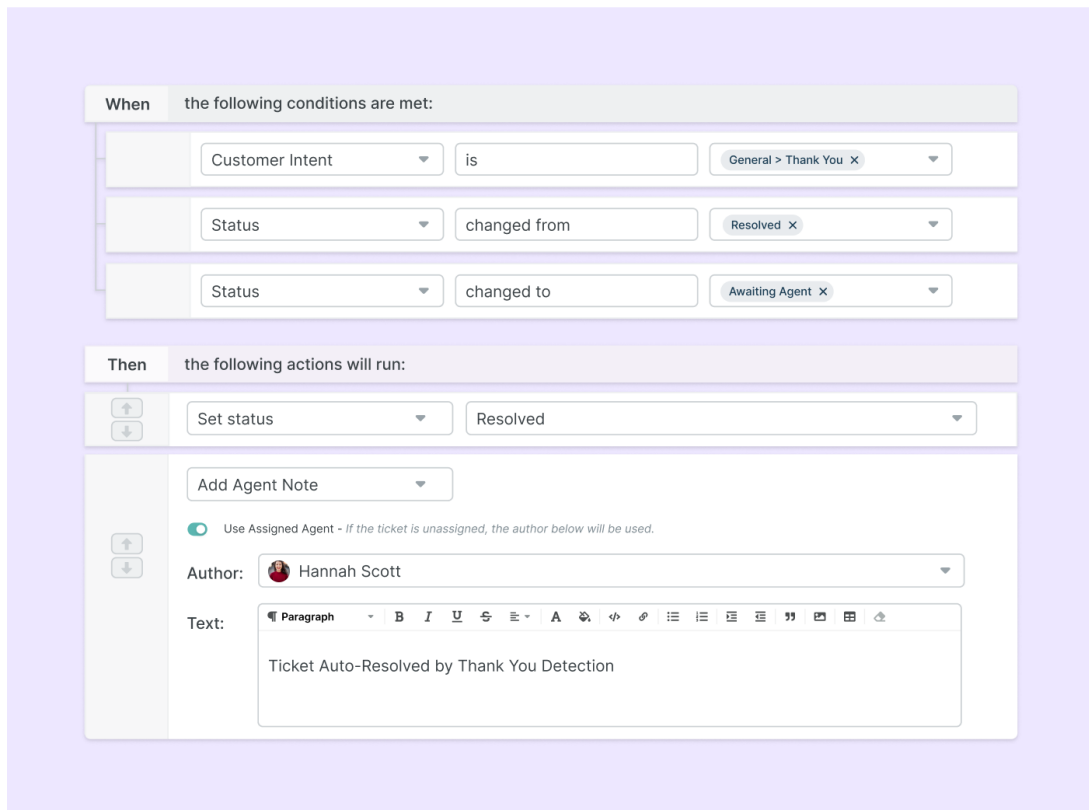 When the following conditions are met:
Customer Intent is General > Thank You ×
Status changed from Resolved ×
Status changed to Awaiting Agent ×
Then the following actions will run:
Set status Resolved
Add Agent Note
Use Assigned Agent - If the ticket is unassigned, the author below will be used.
Author: Hannah Scott
Text: ¶ Paragraph B I U S A </>
Ticket Auto-Resolved by Thank You Detection